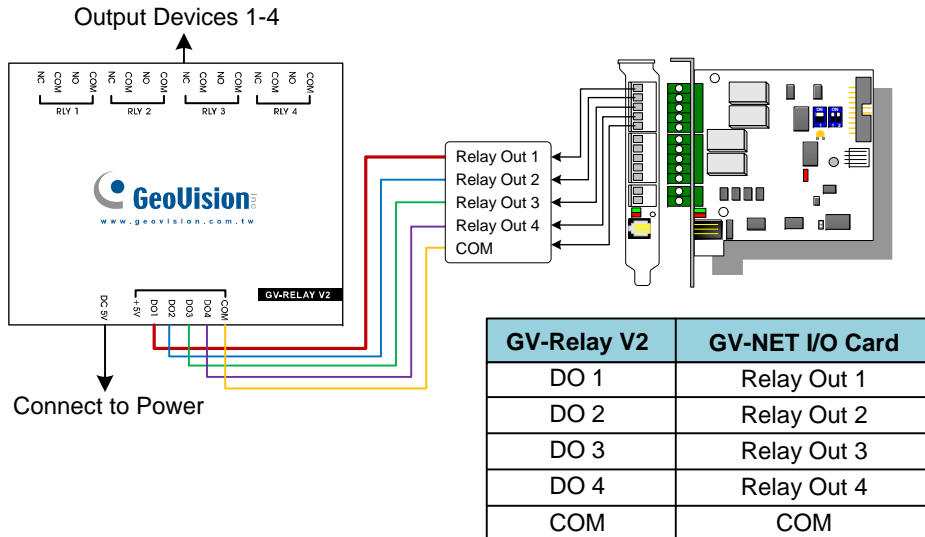 Output Devices 1-4
NC COM NO COM NC COM NO COM NC COM NO COM NC COM NO COM
RLY 1 RLY 2 RLY 3 RLY 4
GeoVision inc
www.geovision.com.tw
GV-RELAY V2
DC 5V +5V DO1 DO2 DO3 DO4 COM
Connect to Power
Relay Out 1
Relay Out 2
Relay Out 3
Relay Out 4
COM
ON ON
GV-Relay V2 GV-NET I/O Card
DO 1 Relay Out 1
DO 2 Relay Out 2
DO 3 Relay Out 3
DO 4 Relay Out 4
COM COM